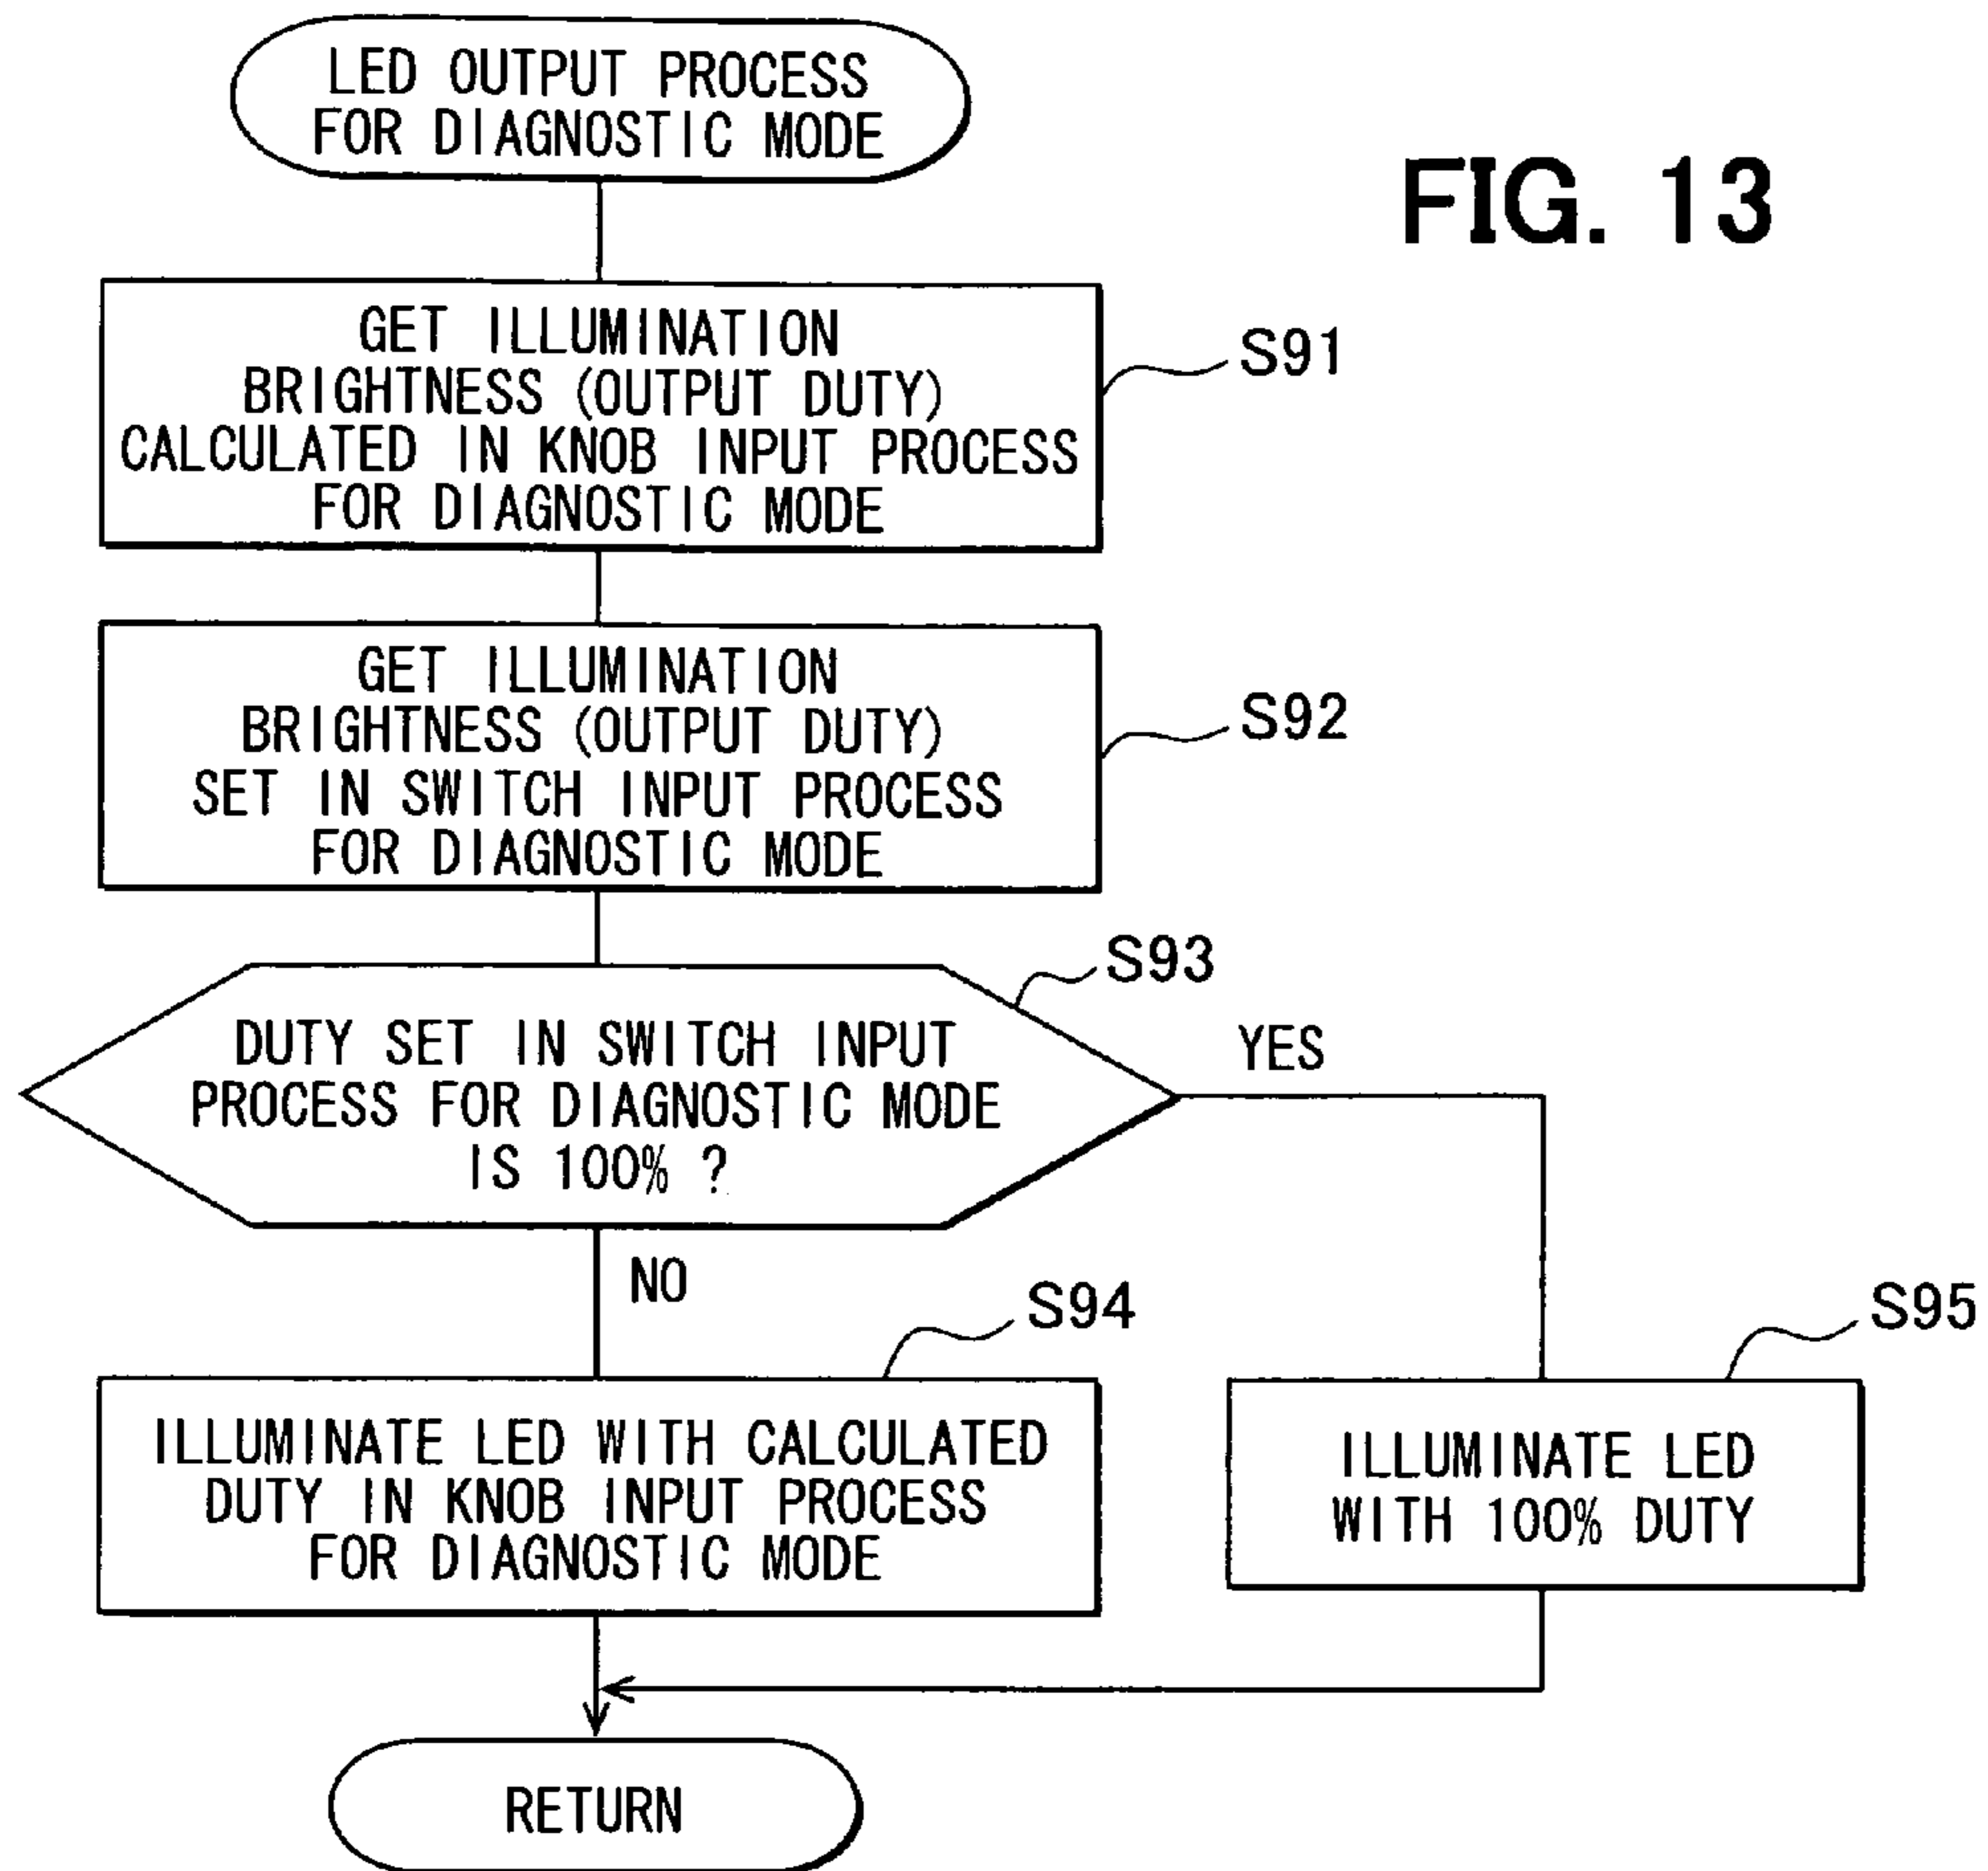 LED OUTPUT PROCESS
FOR DIAGNOSTIC MODE
FIG. 13
GET ILLUMINATION
BRIGHTNESS (OUTPUT DUTY)
CALCULATED IN KNOB INPUT PROCESS
FOR DIAGNOSTIC MODE
S91
GET ILLUMINATION
BRIGHTNESS (OUTPUT DUTY)
SET IN SWITCH INPUT PROCESS
FOR DIAGNOSTIC MODE
S92
S93
DUTY SET IN SWITCH INPUT
PROCESS FOR DIAGNOSTIC MODE
IS 100% ?
YES
NO
S94
ILLUMINATE LED WITH CALCULATED
DUTY IN KNOB INPUT PROCESS
FOR DIAGNOSTIC MODE
S95
ILLUMINATE LED
WITH 100% DUTY
RETURN